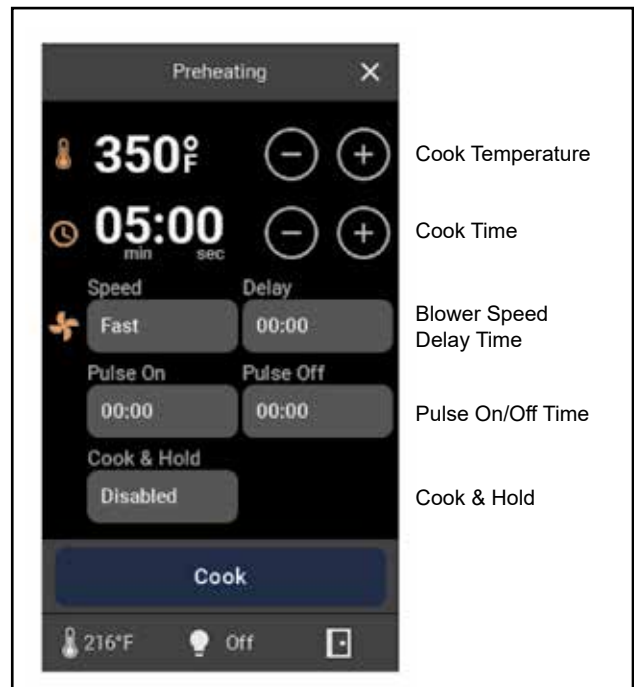 Preheating
350°F
Cook Temperature
05:00
min sec
Cook Time
Speed Delay
Fast 00:00
Blower Speed
Delay Time
Pulse On Pulse Off
00:00 00:00
Pulse On/Off Time
Cook & Hold
Disabled
Cook & Hold
Cook
216°F Off